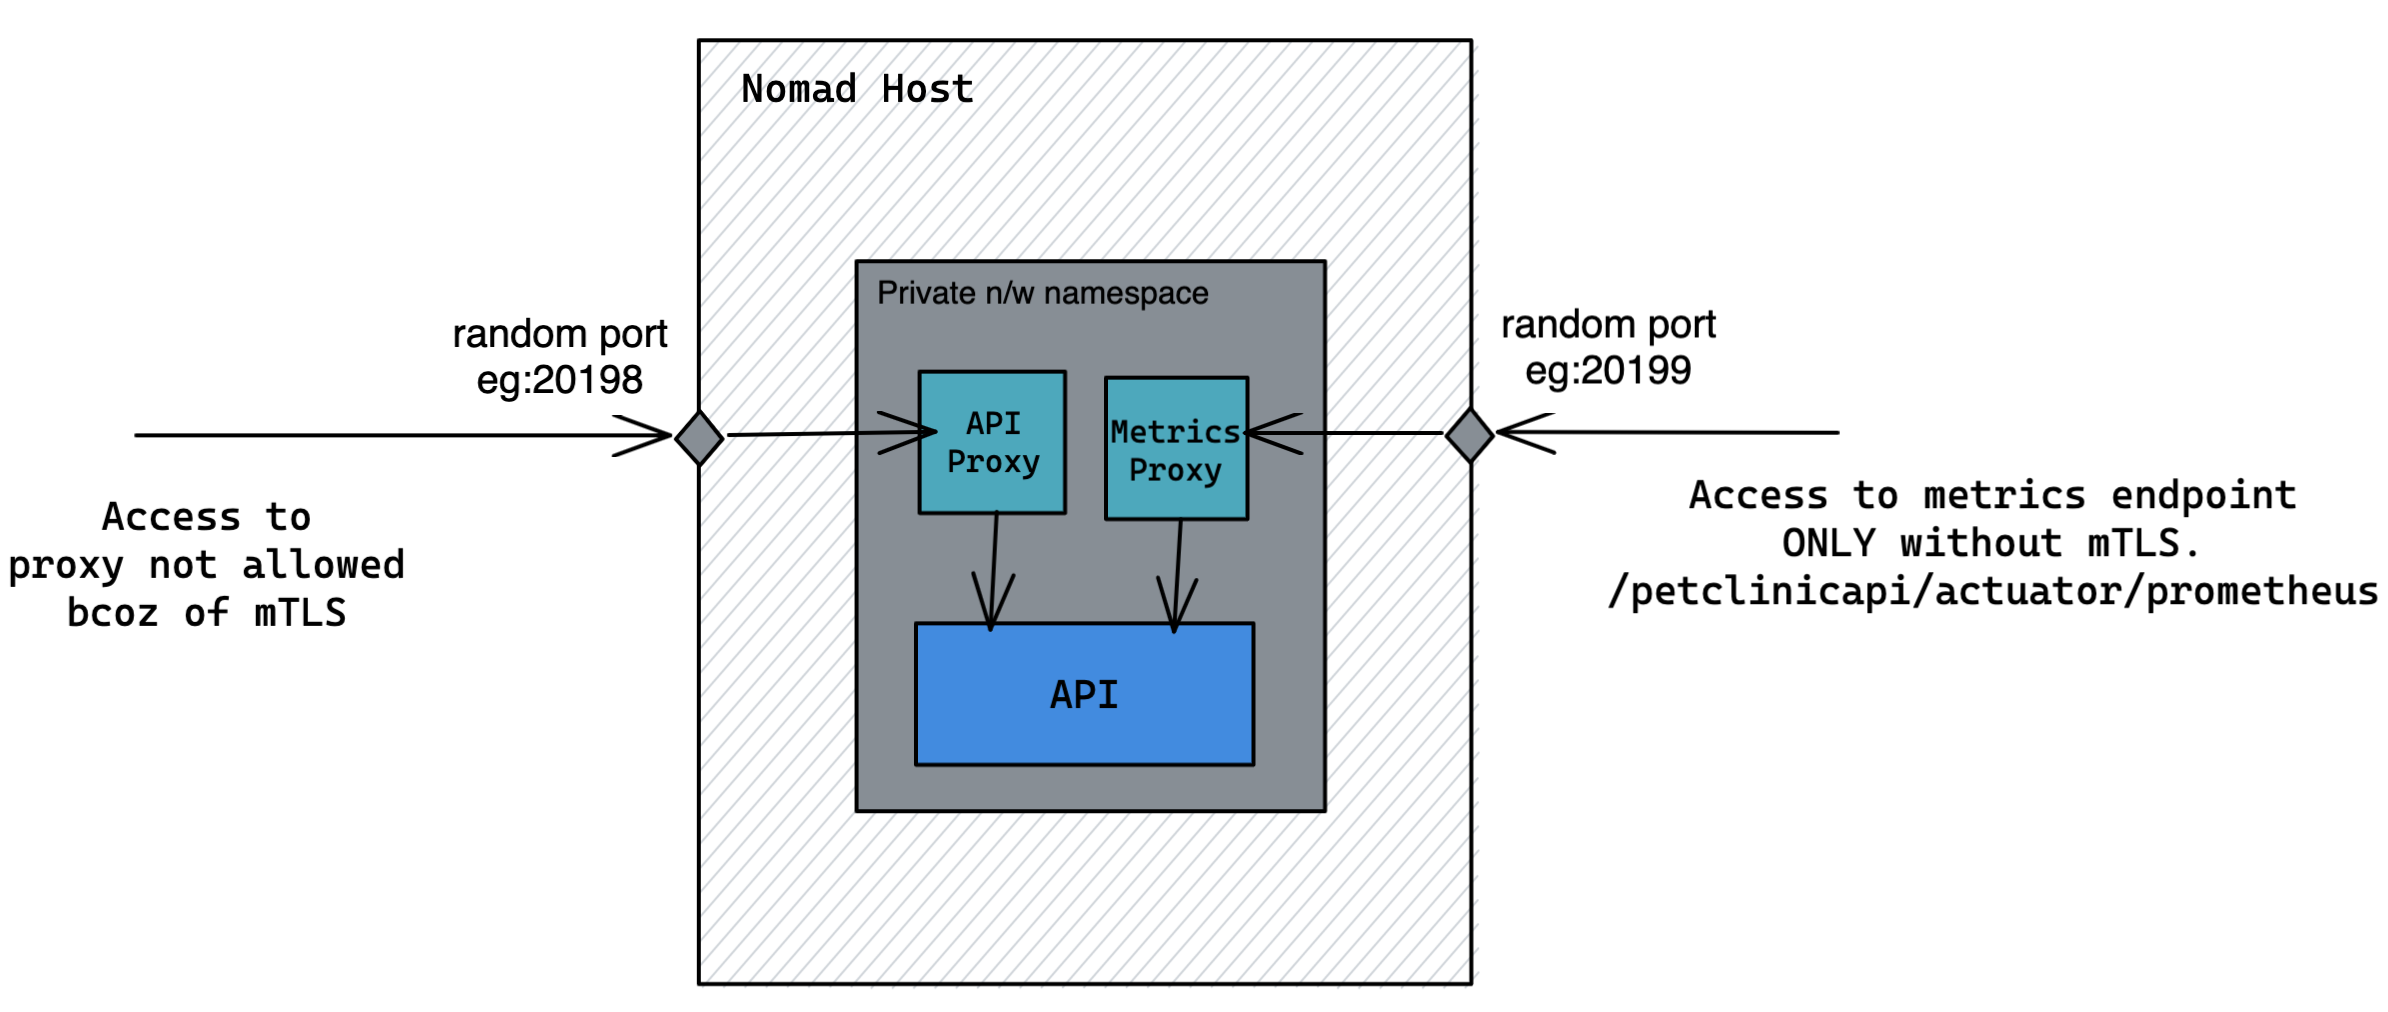 Nomad Host
Private n/w namespace
random port
eg:20198
random port
eg:20199
API
Proxy
Metrics
Proxy
Access to
proxy not allowed
bcoz of mTLS
Access to metrics endpoint
ONLY without mTLS.
/petclinicapi/actuator/prometheus
API